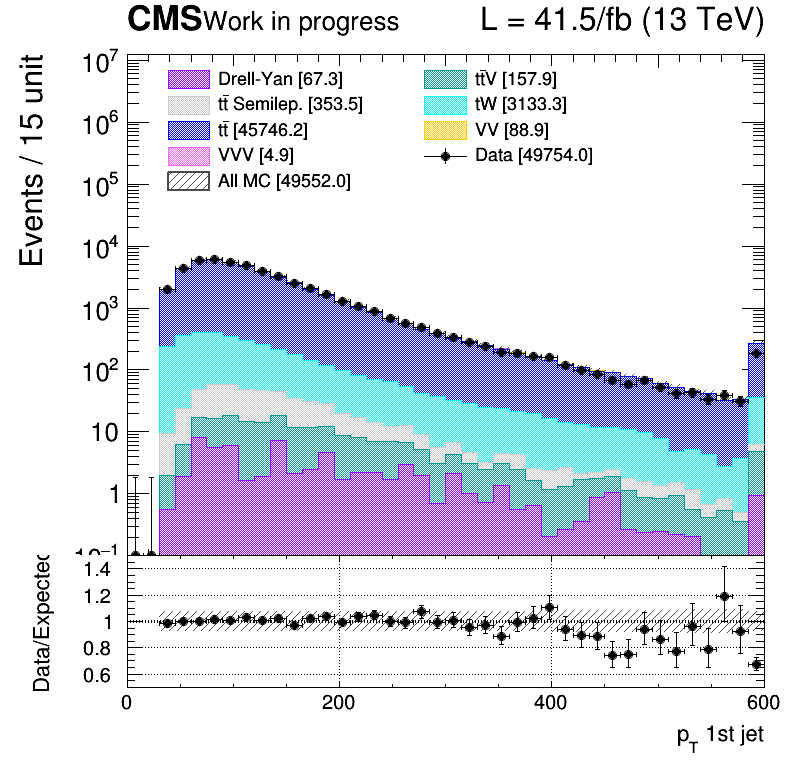 CMS Work in progress L = 41.5/fb (13 TeV)
Events / 15 unit
Drell-Yan [67.3] tt̄V [157.9]
tt̄ Semilep. [353.5] tW [3133.3]
tt̄ [45746.2] VV [88.9]
VVV [4.9] Data [49754.0]
All MC [49552.0]
10⁷
10⁶
10⁵
10⁴
10³
10²
10
1
10⁻¹
Data/Expected
1.4
1.2
1
0.8
0.6
0 200 400 600
p_T 1st jet